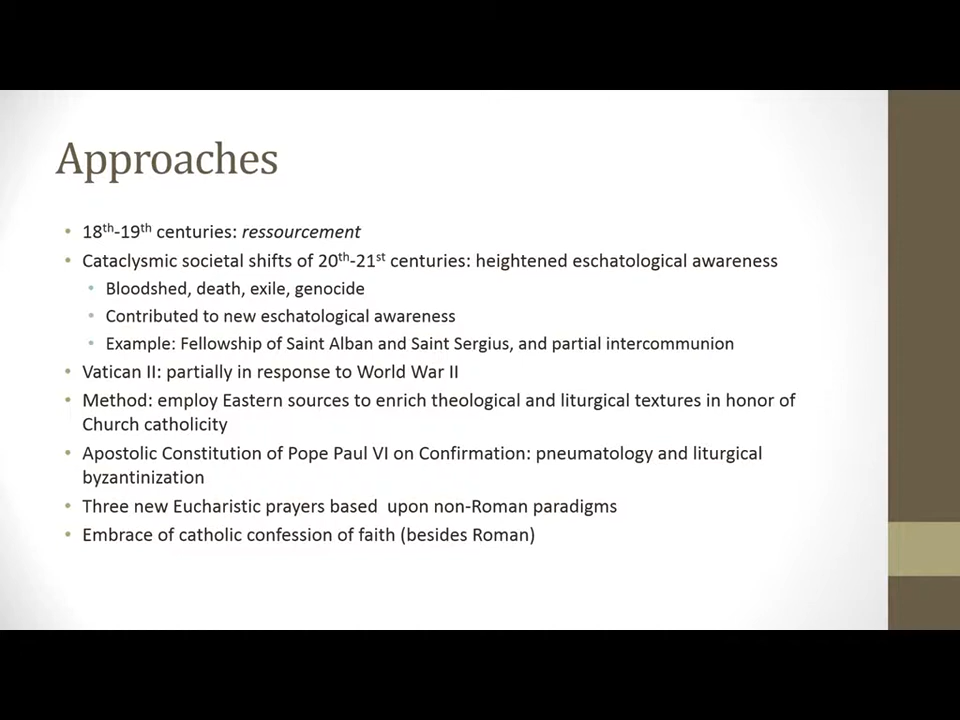 Approaches
• 18th-19th centuries: ressourcement
• Cataclysmic societal shifts of 20th-21st centuries: heightened eschatological awareness
• Bloodshed, death, exile, genocide
• Contributed to new eschatological awareness
• Example: Fellowship of Saint Alban and Saint Sergius, and partial intercommunion
• Vatican II: partially in response to World War II
• Method: employ Eastern sources to enrich theological and liturgical textures in honor of
Church catholicity
• Apostolic Constitution of Pope Paul VI on Confirmation: pneumatology and liturgical
byzantinization
• Three new Eucharistic prayers based  upon non-Roman paradigms
• Embrace of catholic confession of faith (besides Roman)